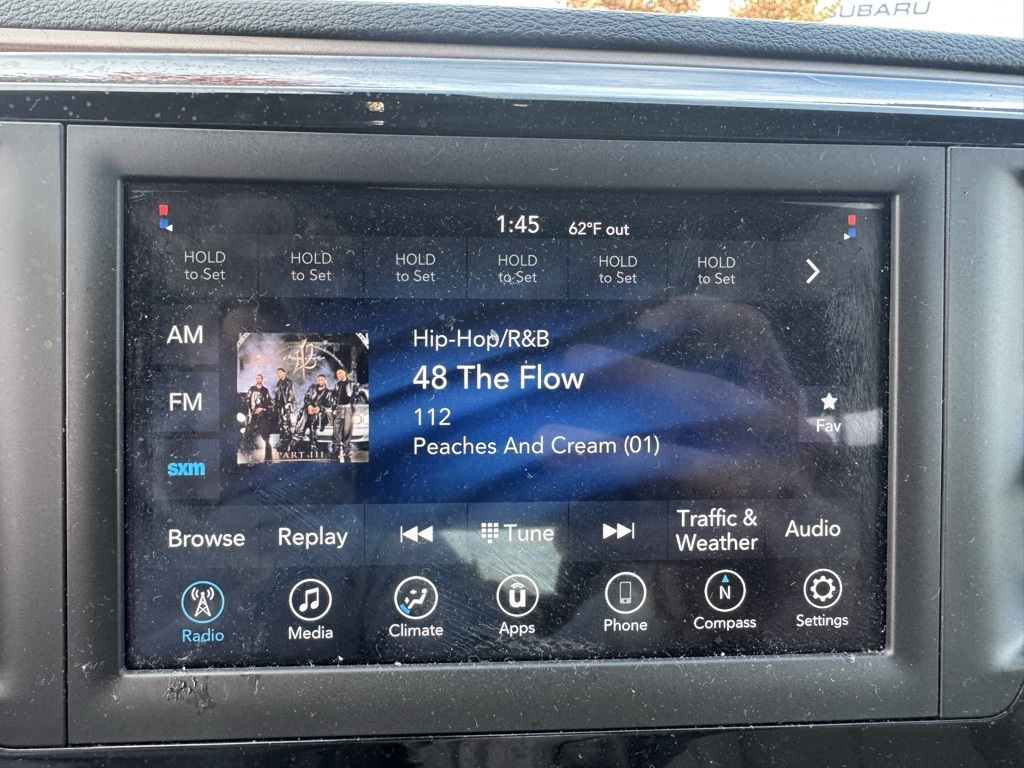 SUBARU
1:45 62°F out
HOLD to Set
HOLD to Set
HOLD to Set
HOLD to Set
HOLD to Set
HOLD to Set
AM
FM
sxm
112
PART III
Hip-Hop/R&B
48 The Flow
112
Peaches And Cream (01)
Fav
Browse
Replay
Tune
Traffic & Weather
Audio
Radio
Media
Climate
u
Apps
Phone
N
Compass
Settings